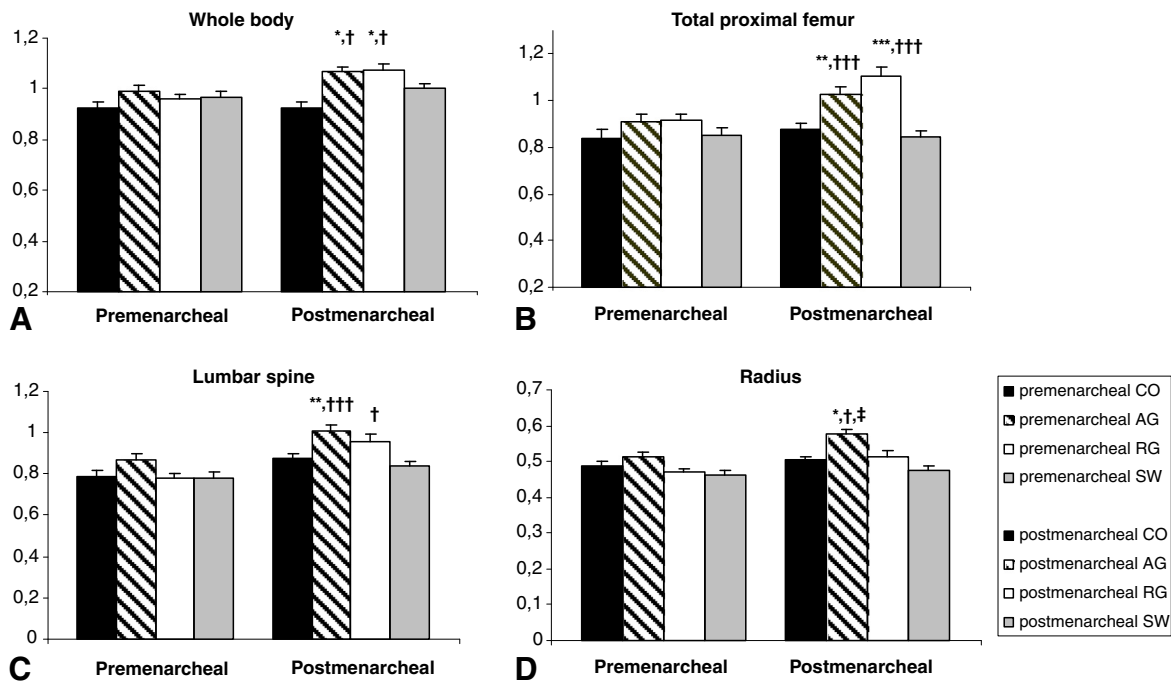 Whole body
1,2
*,† *,†
1
0,8
0,6
0,4
0,2
A
Premenarcheal Postmenarcheal
Total proximal femur
1,2
**,††† ***,†††
1
0,8
0,6
0,4
0,2
B
Premenarcheal Postmenarcheal
Lumbar spine
1,2
**,††† †
1
0,8
0,6
0,4
0,2
0
C
Premenarcheal Postmenarcheal
Radius
0,7
0,6
*,†,‡
0,5
0,4
0,3
0,2
0,1
0
D
Premenarcheal Postmenarcheal
premenarcheal CO
premenarcheal AG
premenarcheal RG
premenarcheal SW
postmenarcheal CO
postmenarcheal AG
postmenarcheal RG
postmenarcheal SW